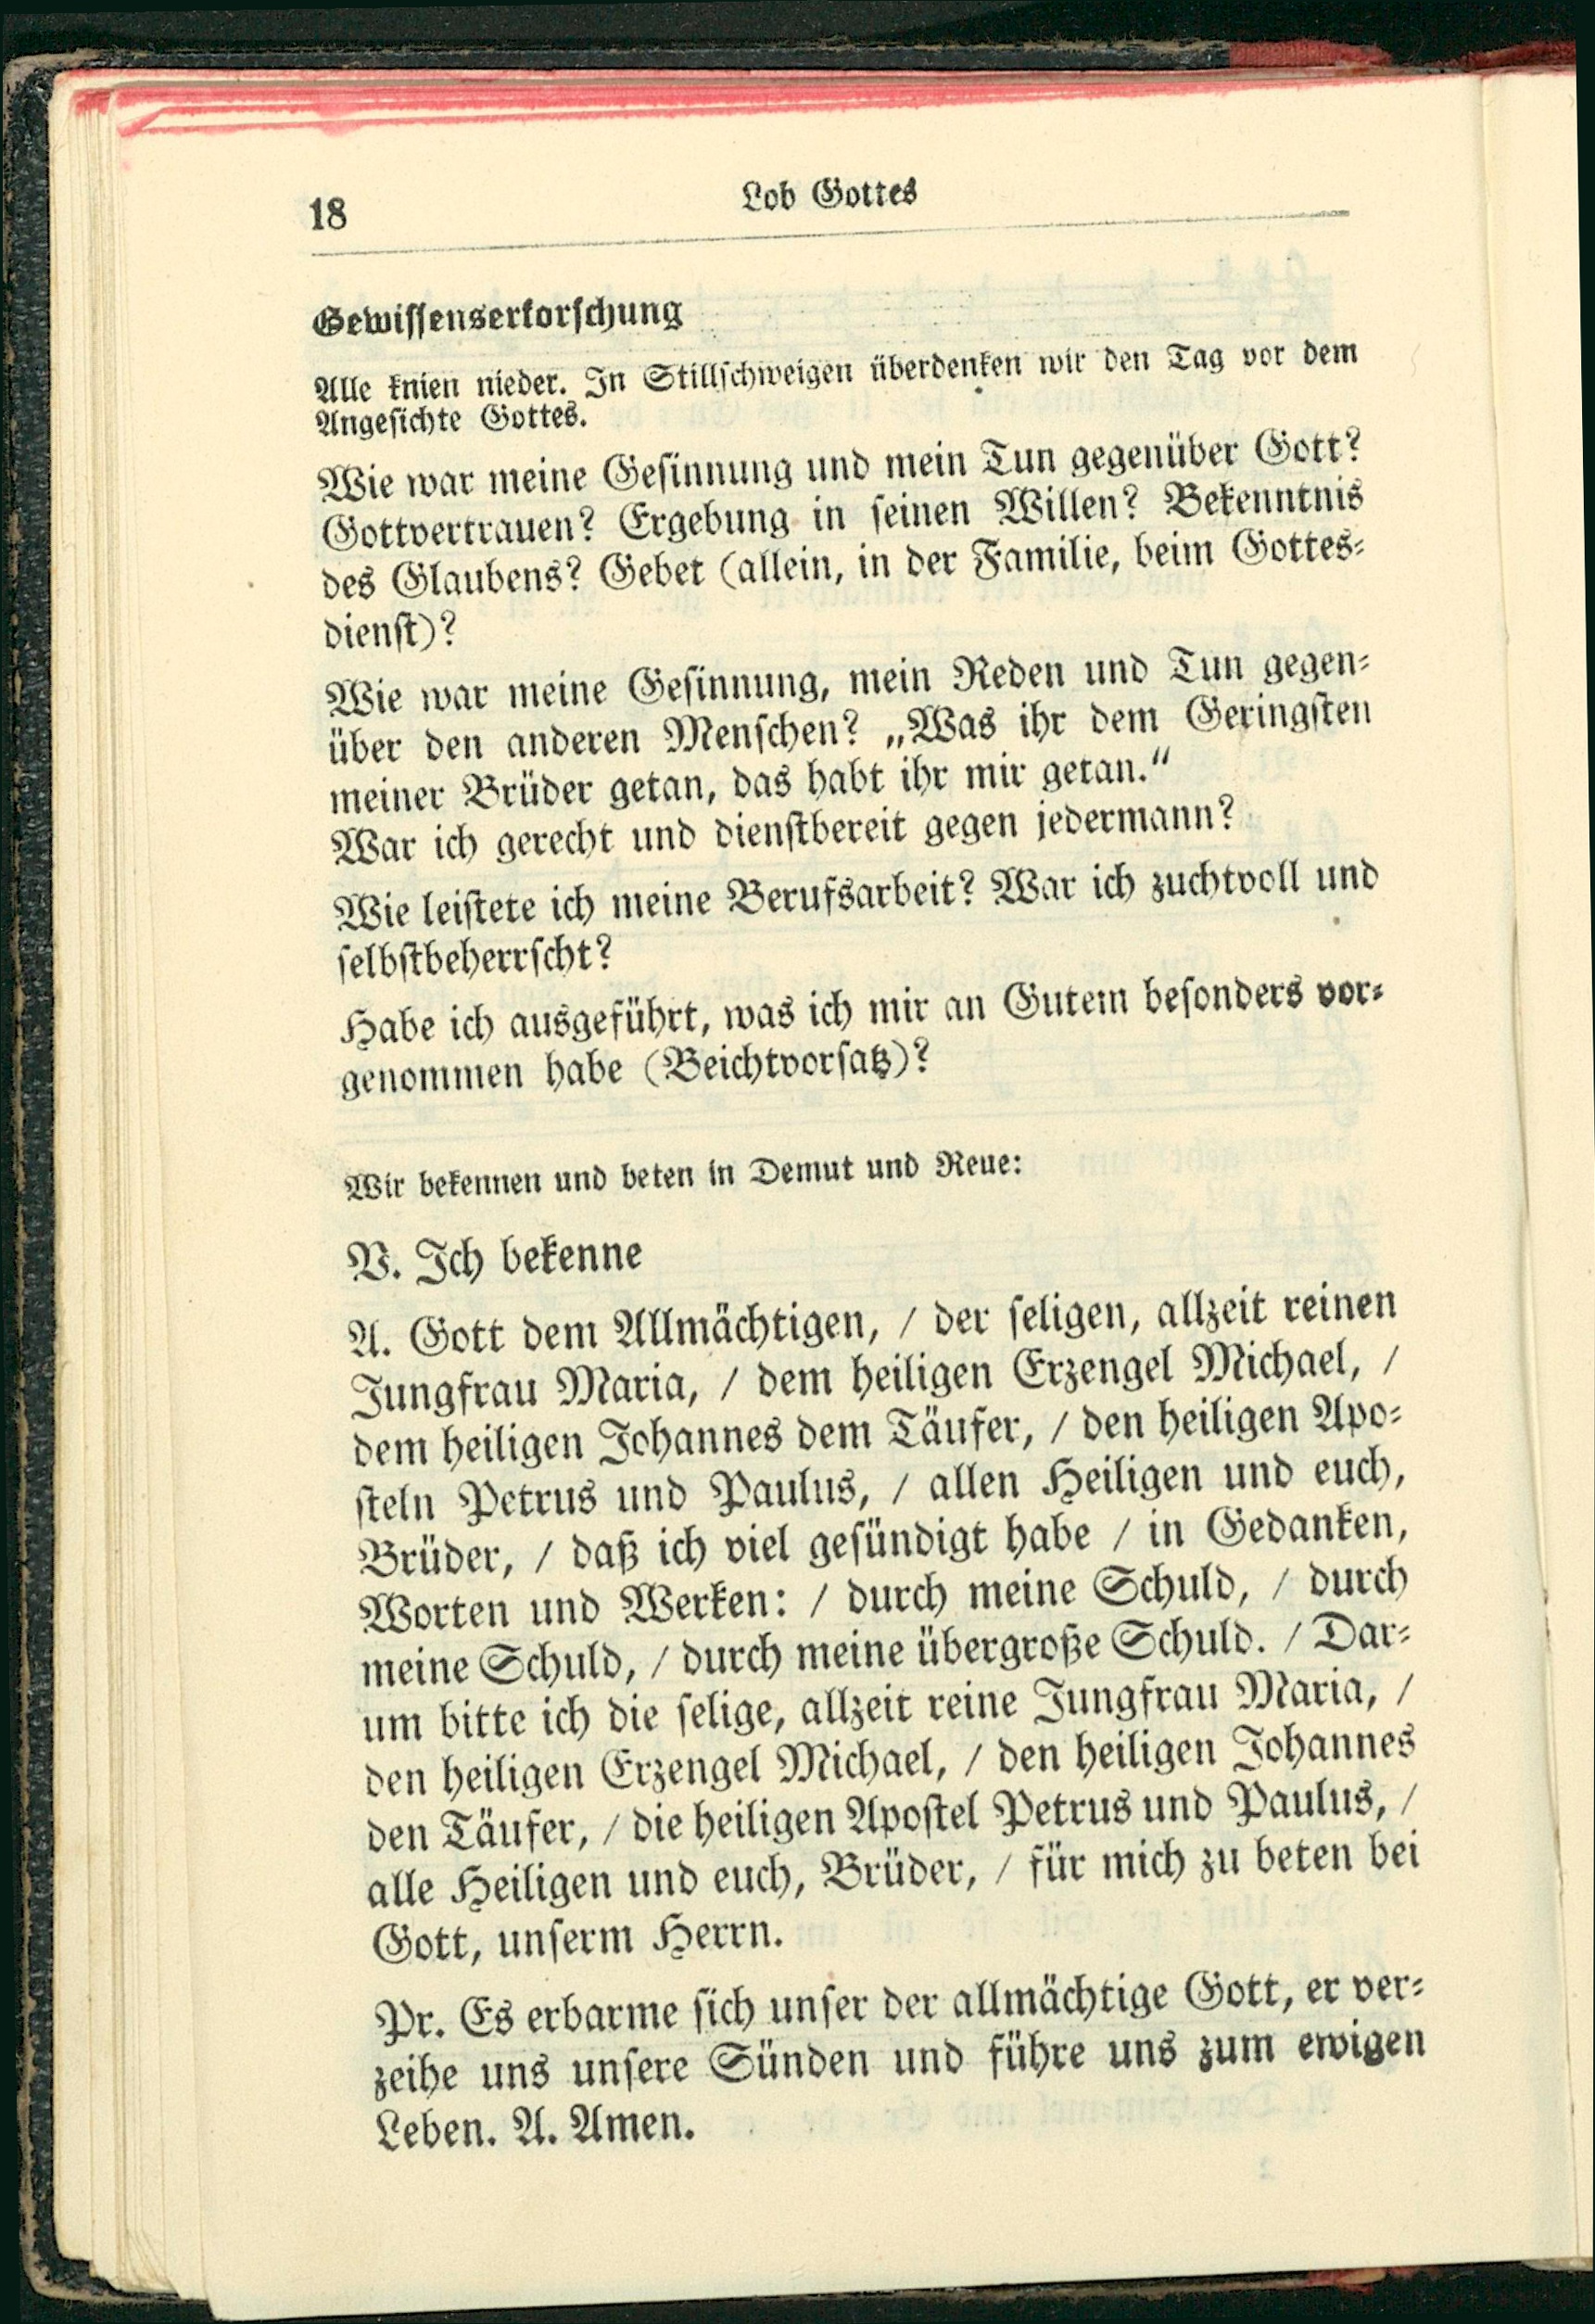 18
Lob Gottes
Gewissenserforschung
Alle knien nieder. In Stillschweigen überdenken wir den Tag vor dem
Angesichte Gottes.
Wie war meine Gesinnung und mein Tun gegenüber Gott?
Gottvertrauen? Ergebung in seinen Willen? Bekenntnis
des Glaubens? Gebet (allein, in der Familie, beim Gottes-
dienst)?
Wie war meine Gesinnung, mein Reden und Tun gegen-
über den anderen Menschen? „Was ihr dem Geringsten
meiner Brüder getan, das habt ihr mir getan.“
War ich gerecht und dienstbereit gegen jedermann?
Wie leistete ich meine Berufsarbeit? War ich zuchtvoll und
selbstbeherrscht?
Habe ich ausgeführt, was ich mir an Gutem besonders vor-
genommen habe (Beichtvorsatz)?
Wir bekennen und beten in Demut und Reue:
V. Ich bekenne
A. Gott dem Allmächtigen, / der seligen, allzeit reinen
Jungfrau Maria, / dem heiligen Erzengel Michael, /
dem heiligen Johannes dem Täufer, / den heiligen Apo-
steln Petrus und Paulus, / allen Heiligen und euch,
Brüder, / daß ich viel gesündigt habe / in Gedanken,
Worten und Werken: / durch meine Schuld, / durch
meine Schuld, / durch meine übergroße Schuld. / Dar-
um bitte ich die selige, allzeit reine Jungfrau Maria, /
den heiligen Erzengel Michael, / den heiligen Johannes
den Täufer, / die heiligen Apostel Petrus und Paulus, /
alle Heiligen und euch, Brüder, / für mich zu beten bei
Gott, unserm Herrn.
Pr. Es erbarme sich unser der allmächtige Gott, er ver-
zeihe uns unsere Sünden und führe uns zum ewigen
Leben. A. Amen.